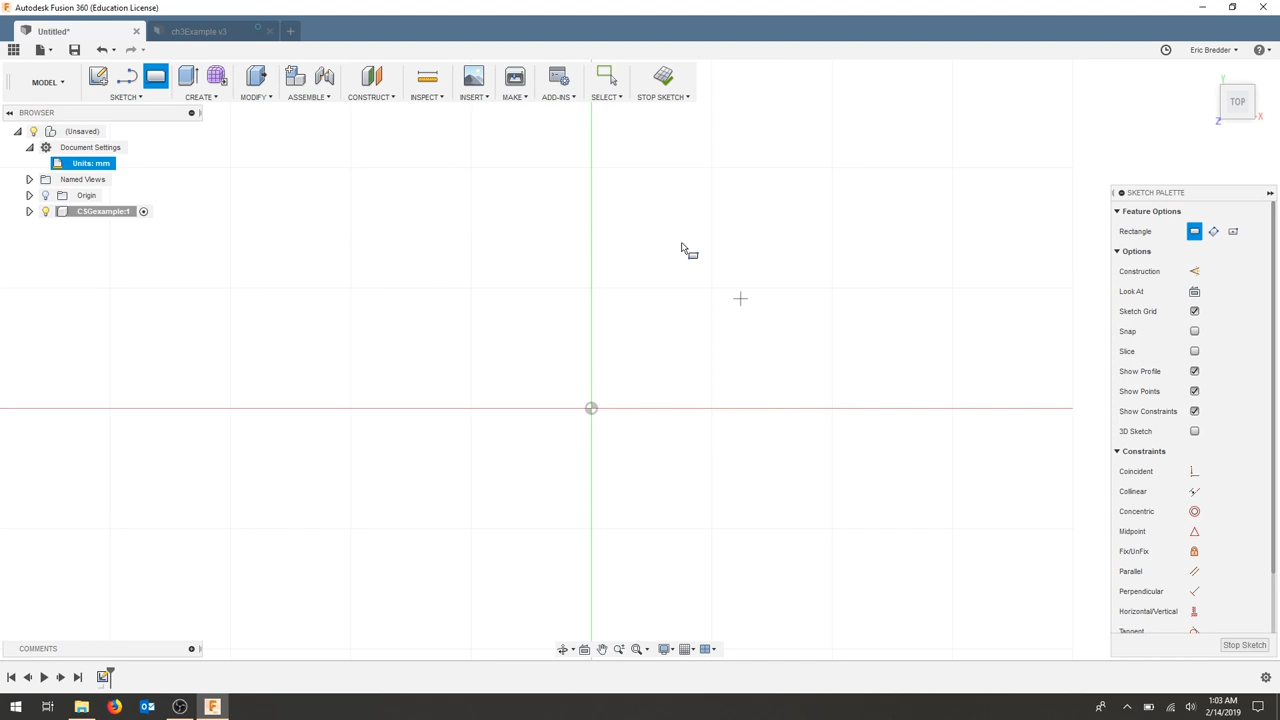 Autodesk Fusion 360 (Education License)
Untitled*
ch3Example v3
Eric Bredder
MODEL
SKETCH
CREATE
MODIFY
ASSEMBLE
CONSTRUCT
INSPECT
INSERT
MAKE
ADD-INS
SELECT
STOP SKETCH
TOP
Y
X
Z
BROWSER
(Unsaved)
Document Settings
Units: mm
Named Views
Origin
CSGexample:1
SKETCH PALETTE
Feature Options
Rectangle
Options
Construction
Look At
Sketch Grid
Snap
Slice
Show Profile
Show Points
Show Constraints
3D Sketch
Constraints
Coincident
Collinear
Concentric
Midpoint
Fix/UnFix
Parallel
Perpendicular
Horizontal/Vertical
Tangent
Stop Sketch
COMMENTS
1:03 AM
2/14/2019